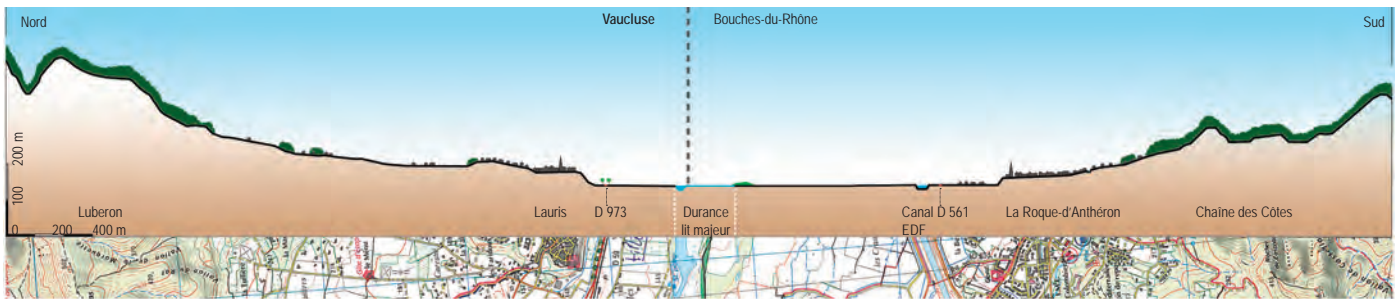 Nord
Vaucluse
Bouches-du-Rhône
Sud
200 m
100
0
200
400 m
Luberon
Lauris
D 973
Durance
lit majeur
Canal D 561
EDF
La Roque-d'Anthéron
Chaîne des Côtes